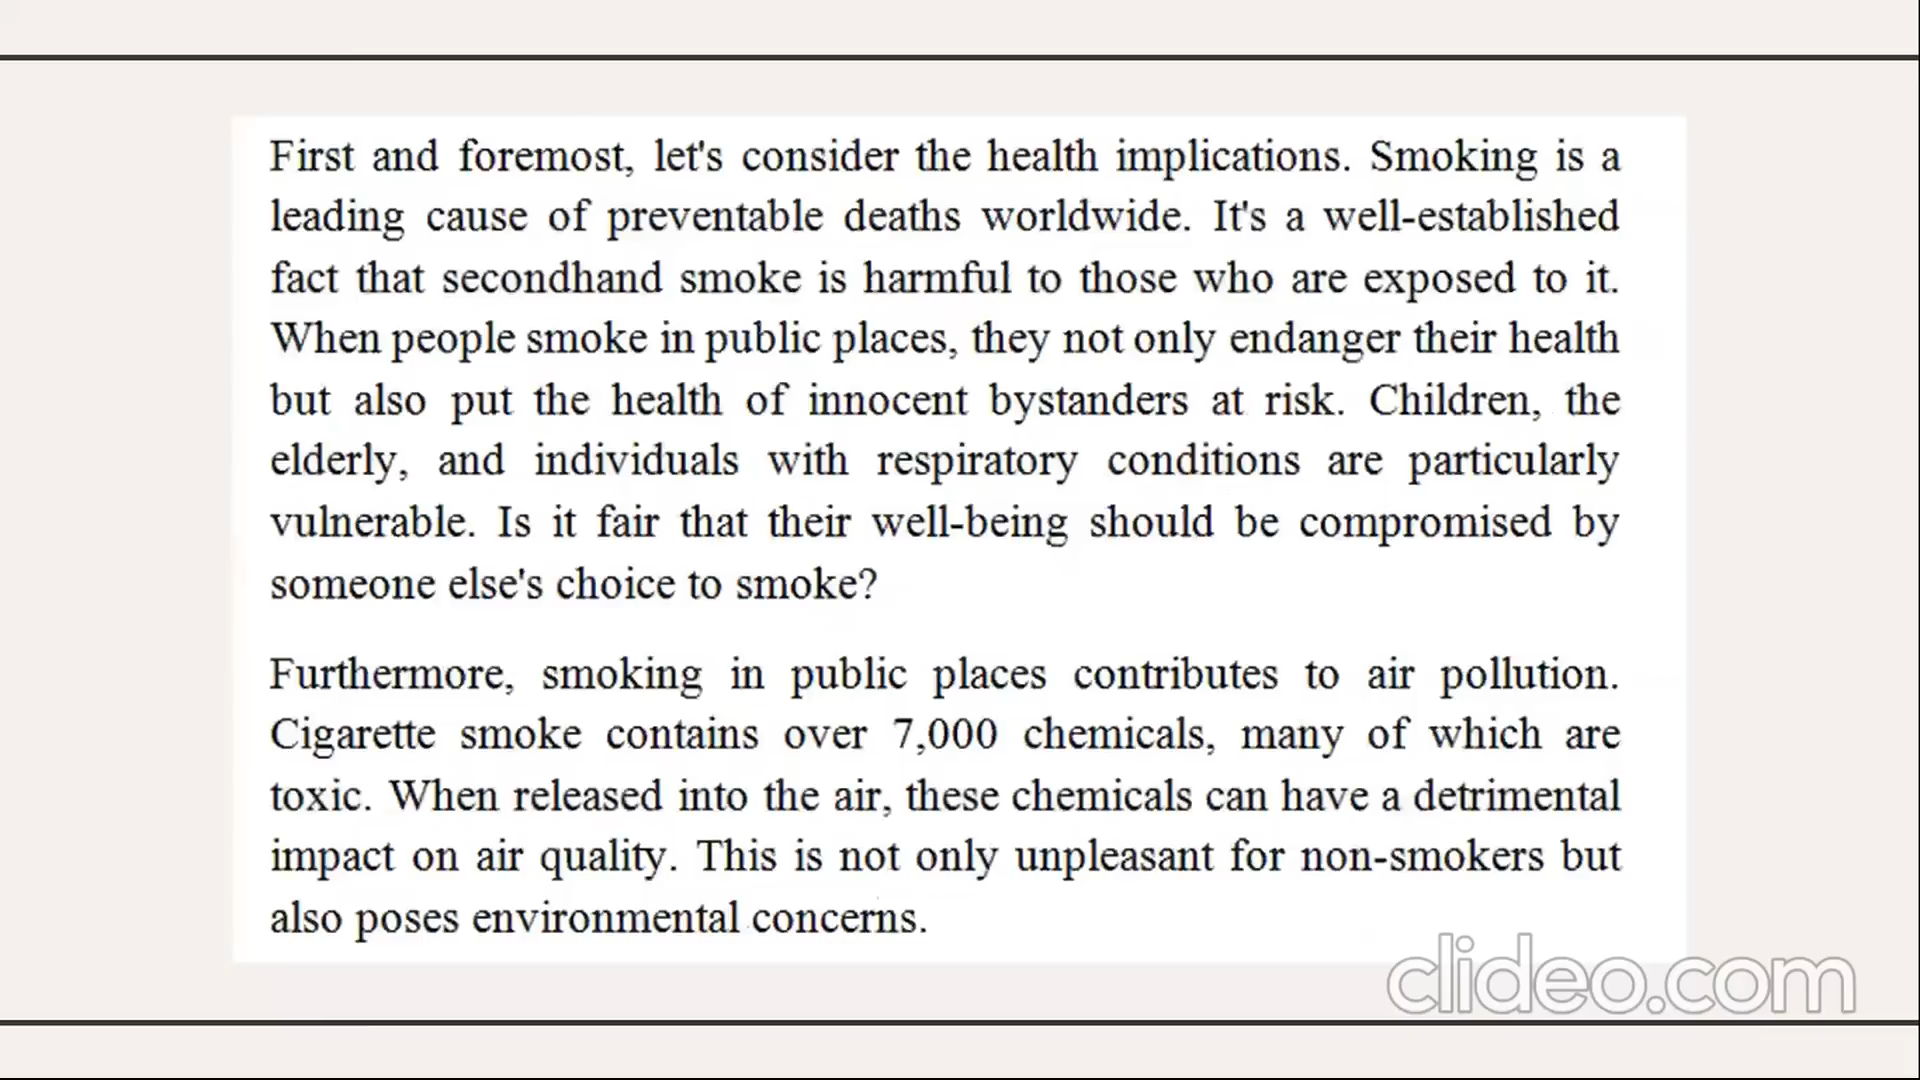 First and foremost, let's consider the health implications. Smoking is a
leading cause of preventable deaths worldwide. It's a well-established
fact that secondhand smoke is harmful to those who are exposed to it.
When people smoke in public places, they not only endanger their health
but also put the health of innocent bystanders at risk. Children, the
elderly, and individuals with respiratory conditions are particularly
vulnerable. Is it fair that their well-being should be compromised by
someone else's choice to smoke?
Furthermore, smoking in public places contributes to air pollution.
Cigarette smoke contains over 7,000 chemicals, many of which are
toxic. When released into the air, these chemicals can have a detrimental
impact on air quality. This is not only unpleasant for non-smokers but
also poses environmental concerns.
clideo.com